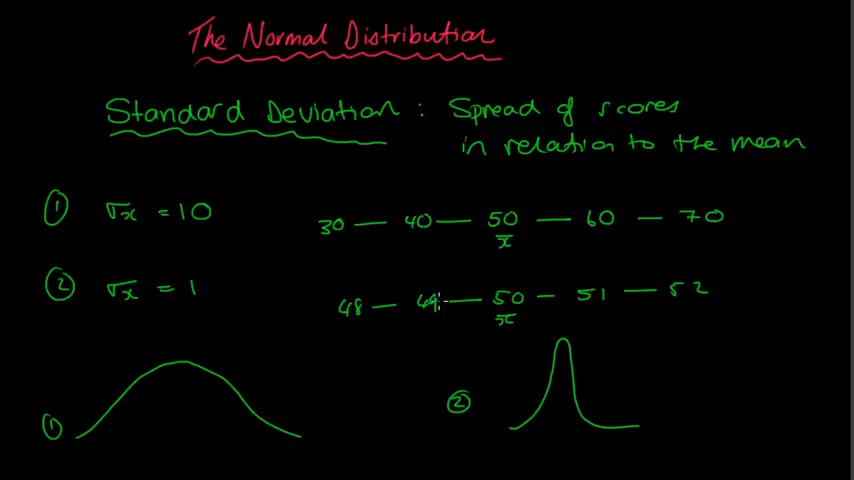 The Normal Distribution
Standard Deviation : Spread of scores
in relation to the mean
① σx = 10 30 — 40 — 50 — 60 — 70
x̄
② σx = 1 48 — 49 — 50 — 51 — 52
x̄
① ②